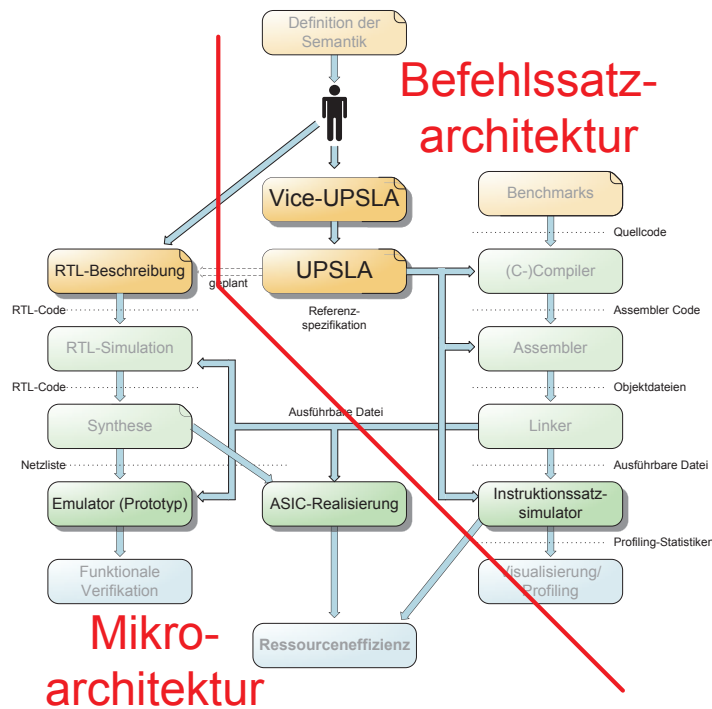 Definition der
Semantik
Befehlssatz-
architektur
Vice-UPSLA
Benchmarks
Quellcode
RTL-Beschreibung
UPSLA
(C-)Compiler
geplant
RTL-Code
Referenz-
spezifikation
Assembler Code
RTL-Simulation
Assembler
RTL-Code
Objektdateien
Ausführbare Datei
Synthese
Linker
Netzliste
Ausführbare Datei
Emulator (Prototyp)
ASIC-Realisierung
Instruktionssatz-
simulator
Profiling-Statistiken
Funktionale
Verifikation
Visualisierung/
Profiling
Mikro-
architektur
Ressourceneffizienz